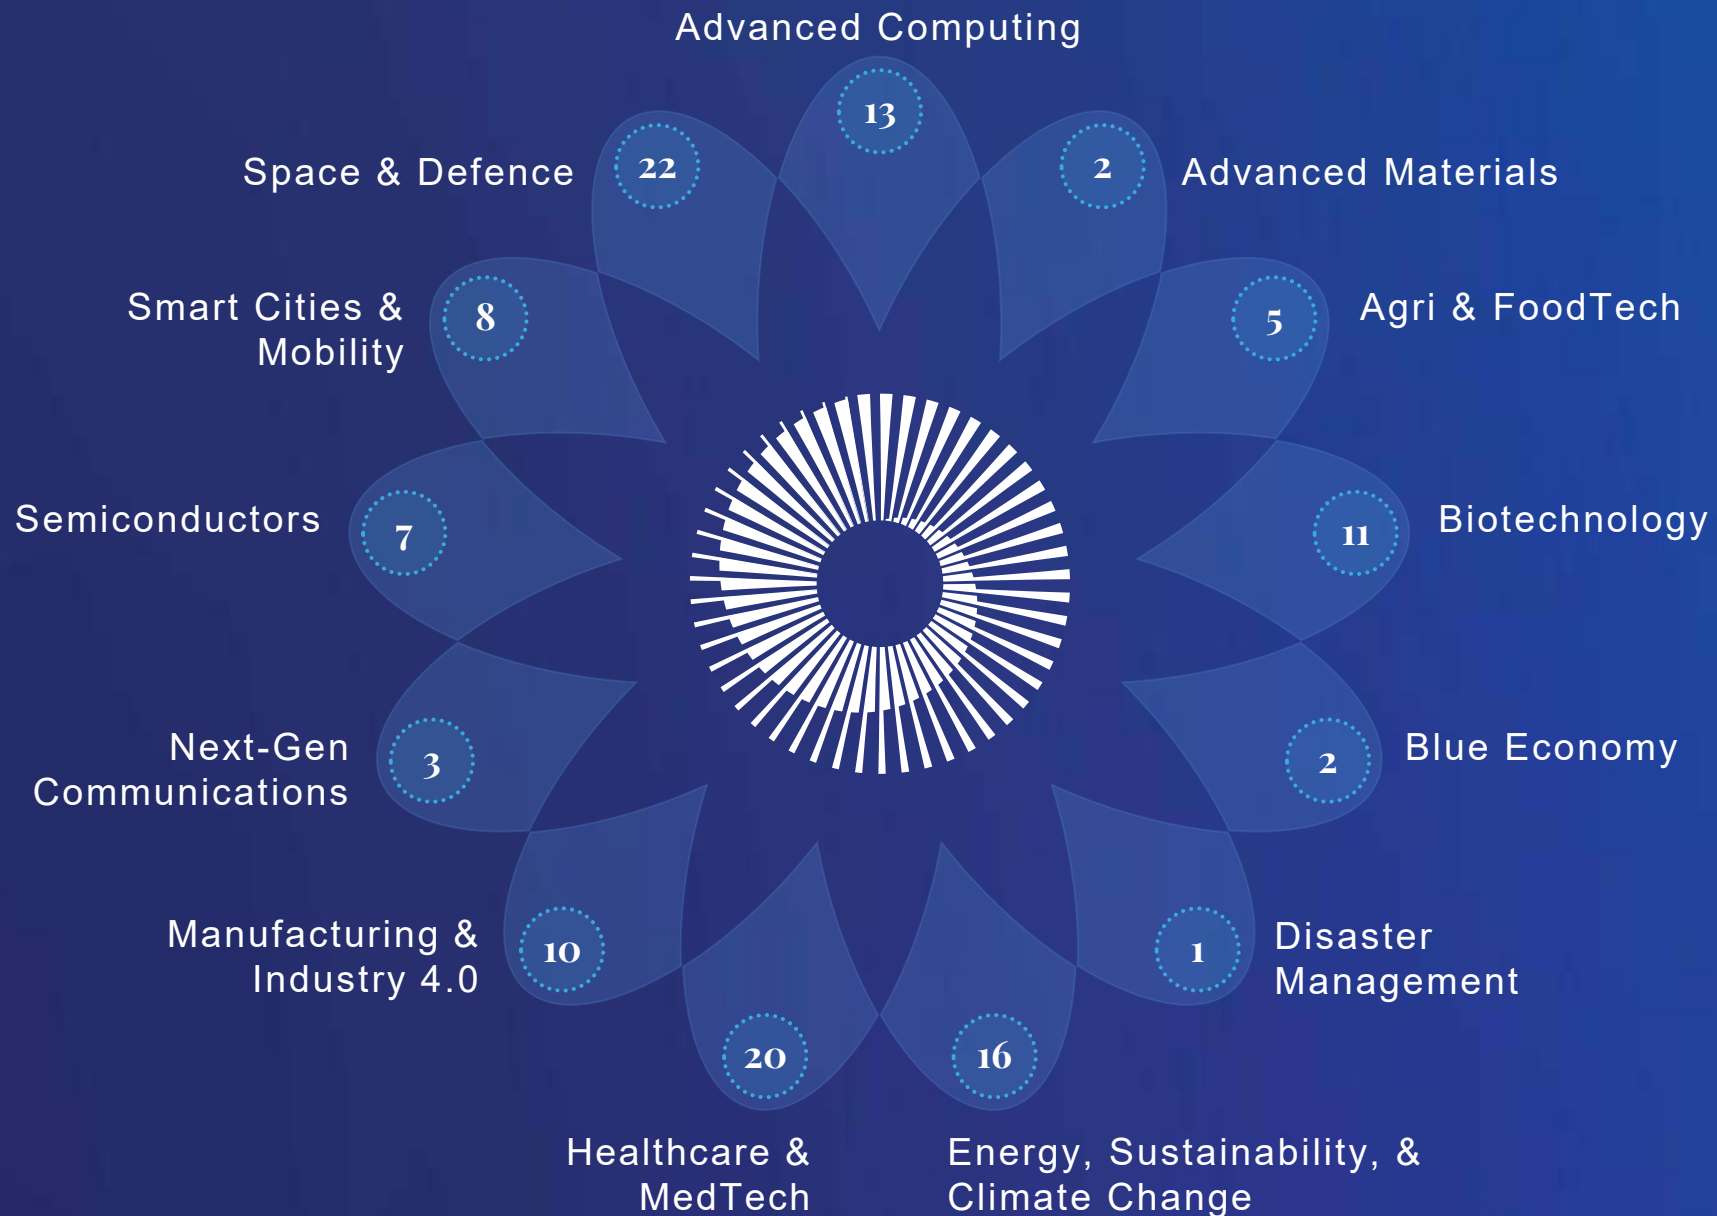 Advanced Computing
13
2
Advanced Materials
5
Agri & FoodTech
11
Biotechnology
2
Blue Economy
1
Disaster
Management
16
Energy, Sustainability, &
Climate Change
20
Healthcare &
MedTech
10
Manufacturing &
Industry 4.0
3
Next-Gen
Communications
7
Semiconductors
8
Smart Cities &
Mobility
22
Space & Defence